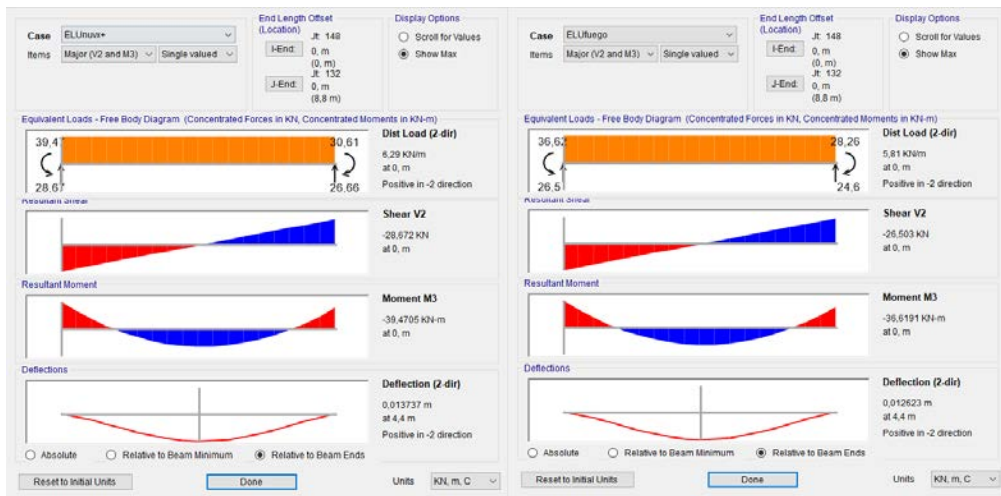 Case ELUnuvx+
Items Major (V2 and M3) Single valued
End Length Offset
(Location)
Jt: 148
I-End: 0, m
(0, m)
Jt: 132
J-End: 0, m
(8,8 m)
Display Options
Scroll for Values
Show Max
Equivalent Loads - Free Body Diagram (Concentrated Forces in KN, Concentrated Moments in KN-m)
39,47
30,61
28,67
26,66
Dist Load (2-dir)
6,29 KN/m
at 0, m
Positive in -2 direction
Resultant Shear
Shear V2
-28,672 KN
at 0, m
Resultant Moment
Moment M3
-39,4705 KN-m
at 0, m
Deflections
Deflection (2-dir)
0,013737 m
at 4,4 m
Positive in -2 direction
Absolute Relative to Beam Minimum Relative to Beam Ends
Reset to Initial Units Done Units KN, m, C
Case ELUfuego
Items Major (V2 and M3) Single valued
End Length Offset
(Location)
Jt: 148
I-End: 0, m
(0, m)
Jt: 132
J-End: 0, m
(8,8 m)
Display Options
Scroll for Values
Show Max
Equivalent Loads - Free Body Diagram (Concentrated Forces in KN, Concentrated Moments in KN-m)
36,62
28,26
26,5
24,6
Dist Load (2-dir)
5,81 KN/m
at 0, m
Positive in -2 direction
Resultant Shear
Shear V2
-26,503 KN
at 0, m
Resultant Moment
Moment M3
-36,6191 KN-m
at 0, m
Deflections
Deflection (2-dir)
0,012623 m
at 4,4 m
Positive in -2 direction
Absolute Relative to Beam Minimum Relative to Beam Ends
Reset to Initial Units Done Units KN, m, C